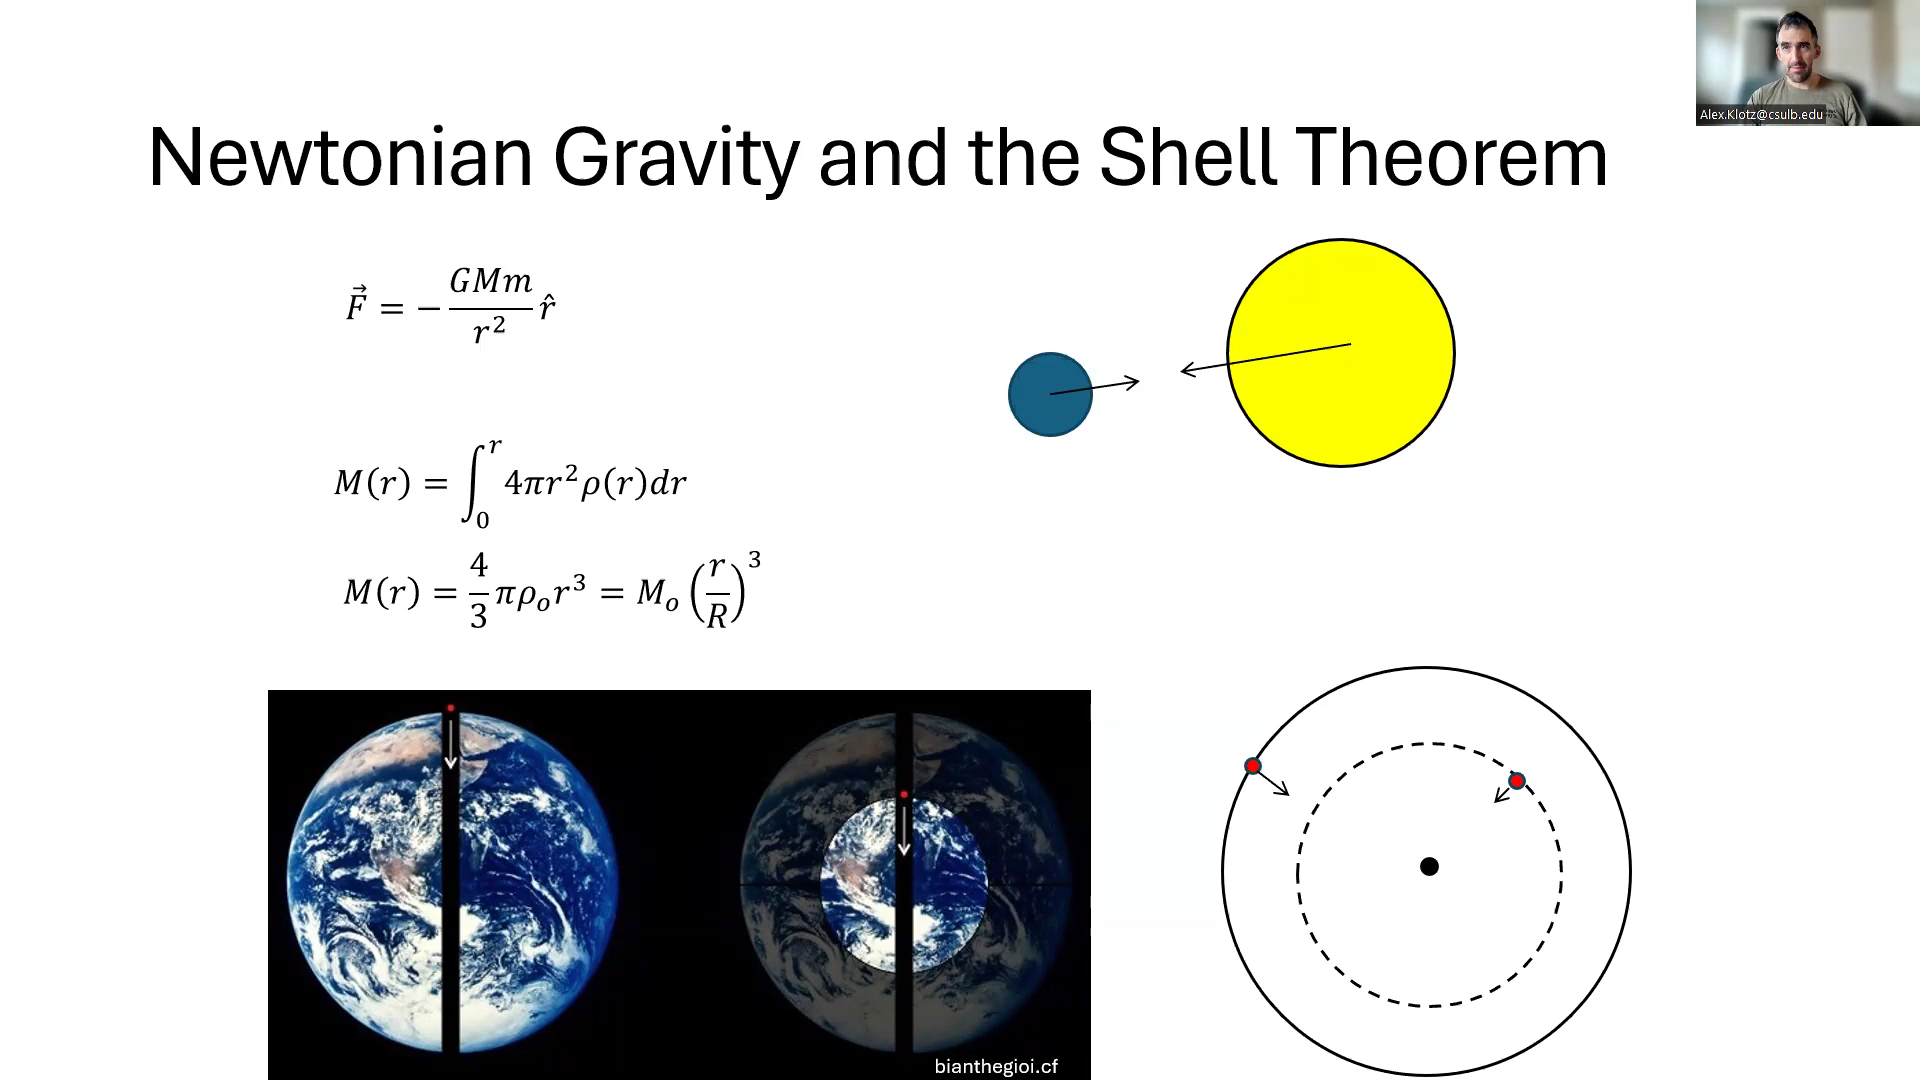 Alex.Klotz@csulb.edu
Newtonian Gravity and the Shell Theorem
$\vec{F} = -\frac{GMm}{r^2}\hat{r}$
$M(r) = \int_0^r 4\pi r^2 \rho(r)dr$
$M(r) = \frac{4}{3}\pi\rho_o r^3 = M_o\left(\frac{r}{R}\right)^3$
bianthegioi.cf